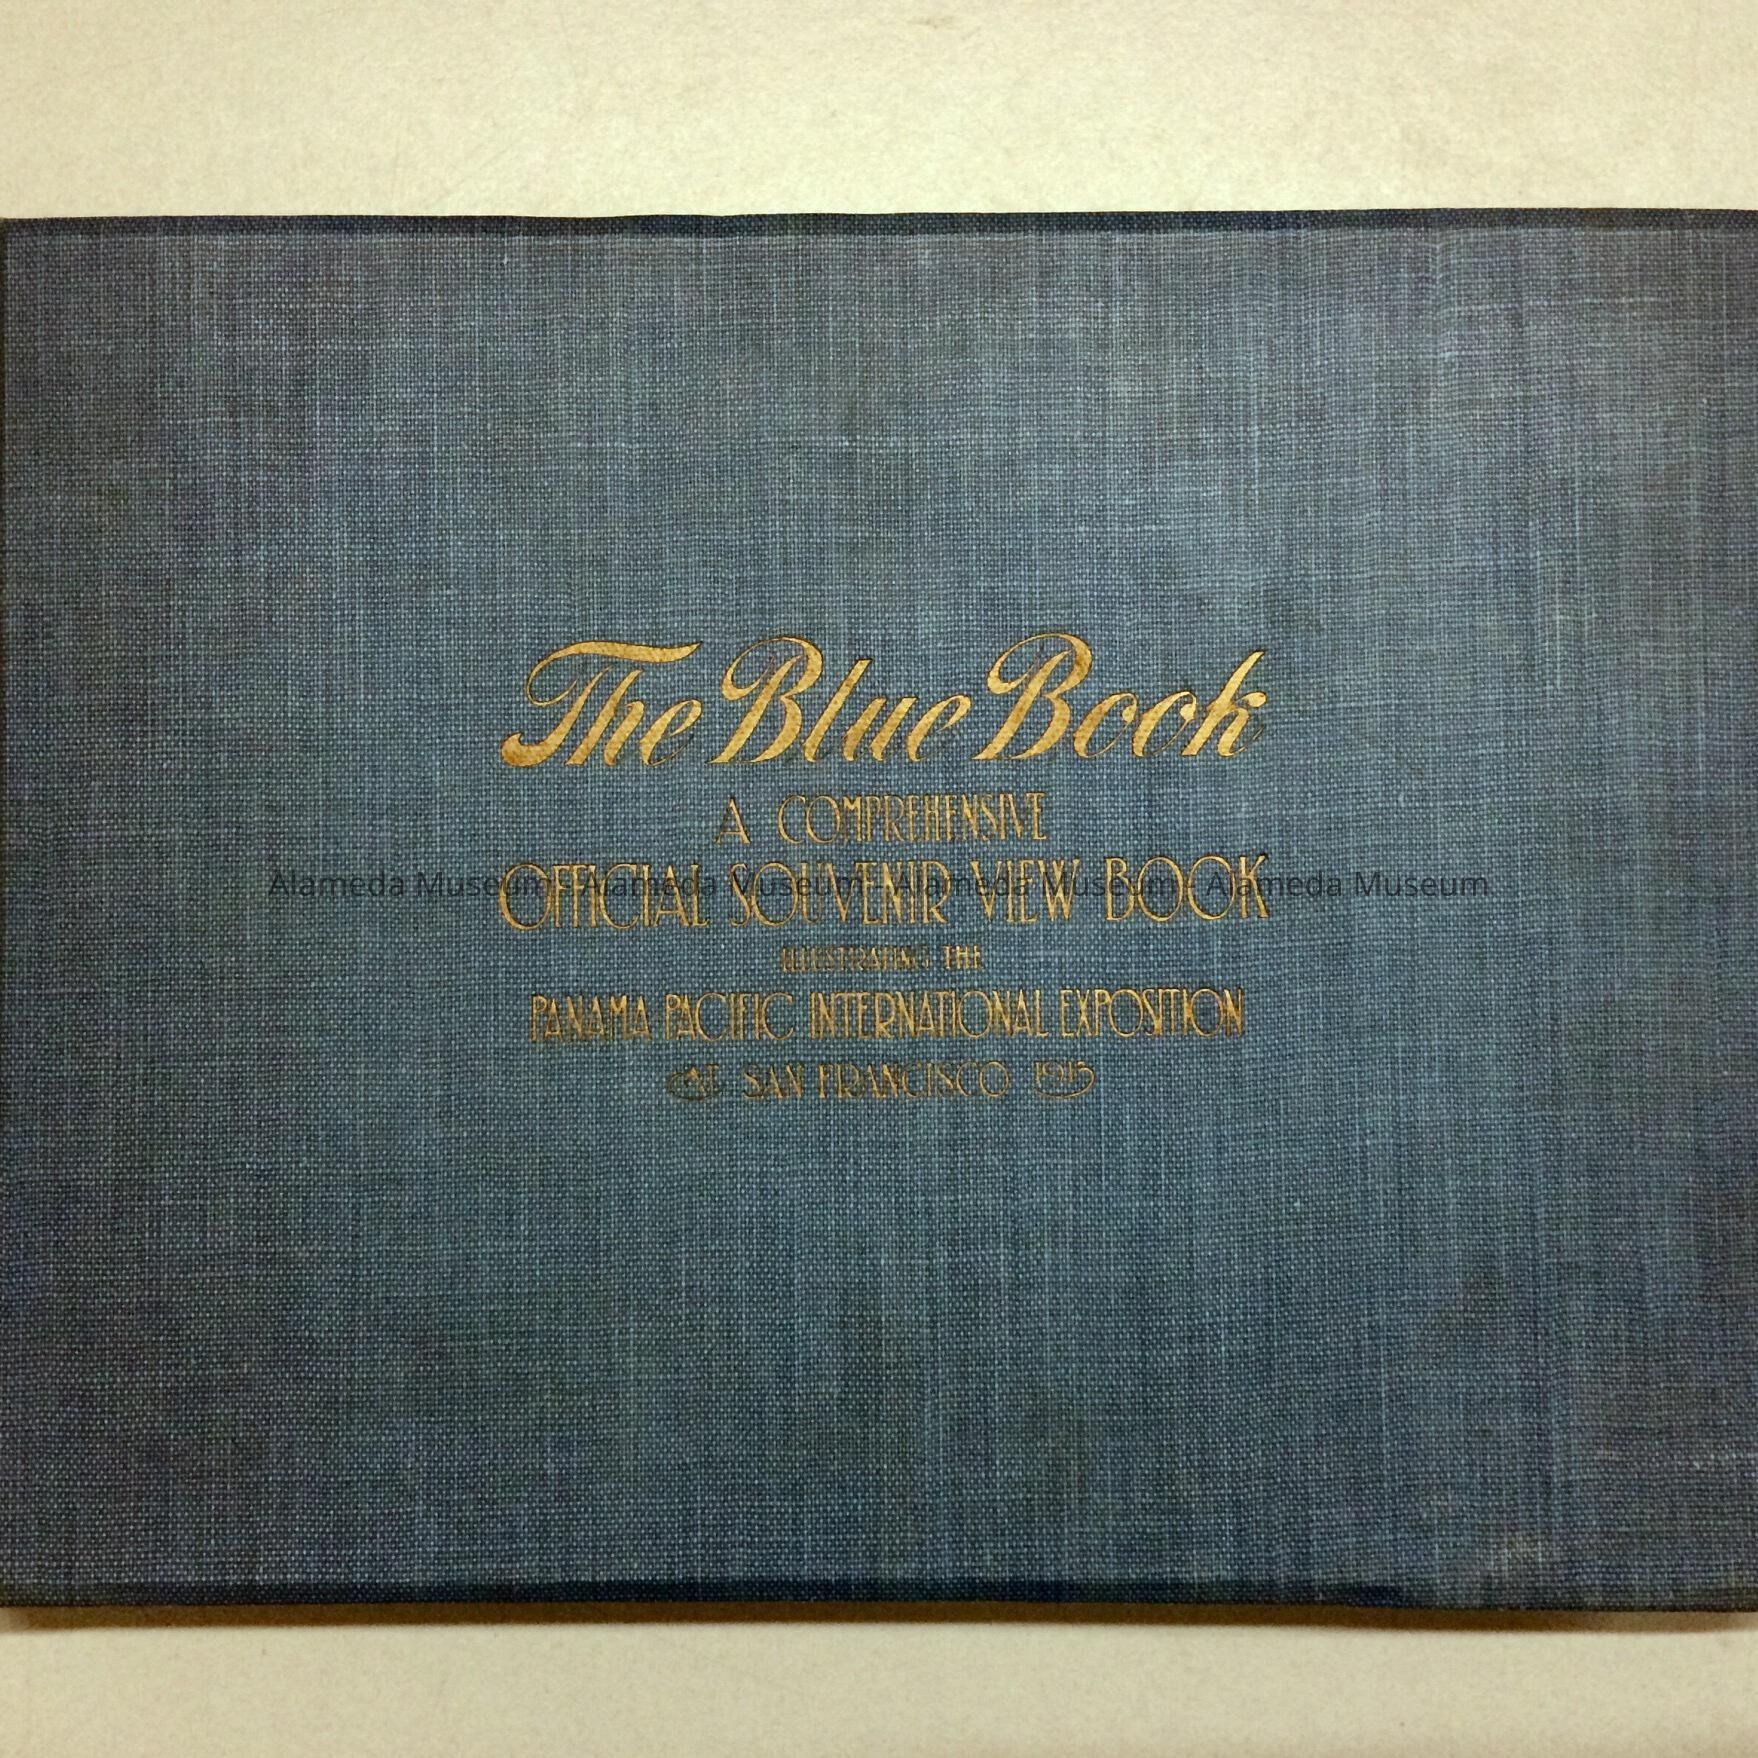 The Blue Book
A COMPREHENSIVE
OFFICIAL SOUVENIR VIEW BOOK
Alameda Museum - Alameda Museum - Alameda Museum - Alameda Museum
ILLUSTRATING THE
PANAMA PACIFIC INTERNATIONAL EXPOSITION
AT SAN FRANCISCO 1915